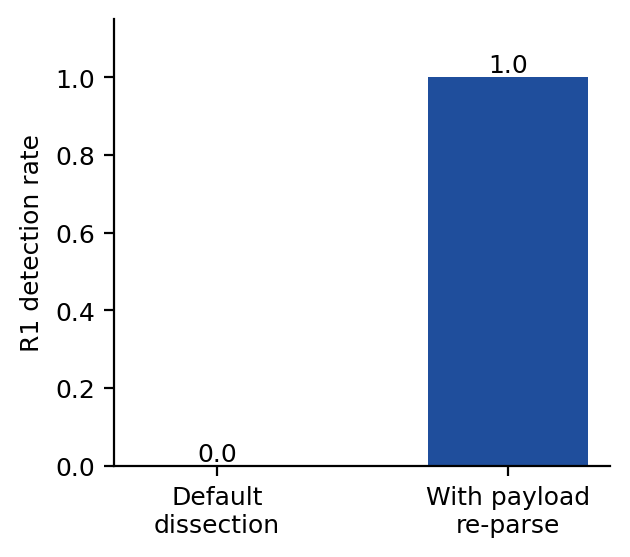 R1 detection rate
1.0
0.8
0.6
0.4
0.2
0.0
0.0
1.0
Default
dissection
With payload
re-parse